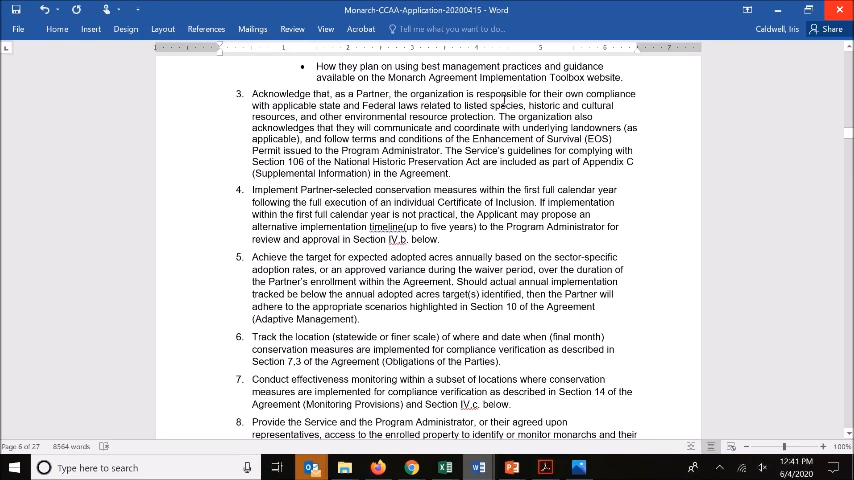 Monarch-CCAA-Application-20200415 - Word
File Home Insert Draw Design Layout References Mailings Review View Acrobat Tell me what you want to do... Caldwell, Iris Share
1 1 2 3 4 5 6 7
• How they plan on using best management practices and guidance
available on the Monarch Agreement Implementation Toolbox website.
3. Acknowledge that, as a Partner, the organization is responsible for their own compliance
with applicable state and Federal laws related to listed species, historic and cultural
resources, and other environmental resource protection. The organization also
acknowledges that they will communicate and coordinate with underlying landowners (as
applicable), and follow terms and conditions of the Enhancement of Survival (EOS)
Permit issued to the Program Administrator. The Service's guidelines for complying with
Section 106 of the National Historic Preservation Act are included as part of Appendix C
(Supplemental Information) in the Agreement.
4. Implement Partner-selected conservation measures within the first full calendar year
following the full execution of an individual Certificate of Inclusion. If implementation
within the first full calendar year is not practical, the Applicant may propose an
alternative implementation timeline(up to five years) to the Program Administrator for
review and approval in Section IV.b. below.
5. Achieve the target for expected adopted acres annually based on the sector-specific
adoption rates, or an approved variance during the waiver period, over the duration of
the Partner's enrollment within the Agreement. Should actual annual implementation
tracked be below the annual adopted acres target(s) identified, then the Partner will
adhere to the appropriate scenarios highlighted in Section 10 of the Agreement
(Adaptive Management).
6. Track the location (statewide or finer scale) of where and date when (final month)
conservation measures are implemented for compliance verification as described in
Section 7.3 of the Agreement (Obligations of the Parties).
7. Conduct effectiveness monitoring within a subset of locations where conservation
measures are implemented for compliance verification as described in Section 14 of the
Agreement (Monitoring Provisions) and Section IV.c. below.
8. Provide the Service and the Program Administrator, or their agreed upon
representatives, access to the enrolled property to identify or monitor monarchs and their
Page 6 of 27 8564 words 100%
Type here to search 12:41 PM
6/4/2020